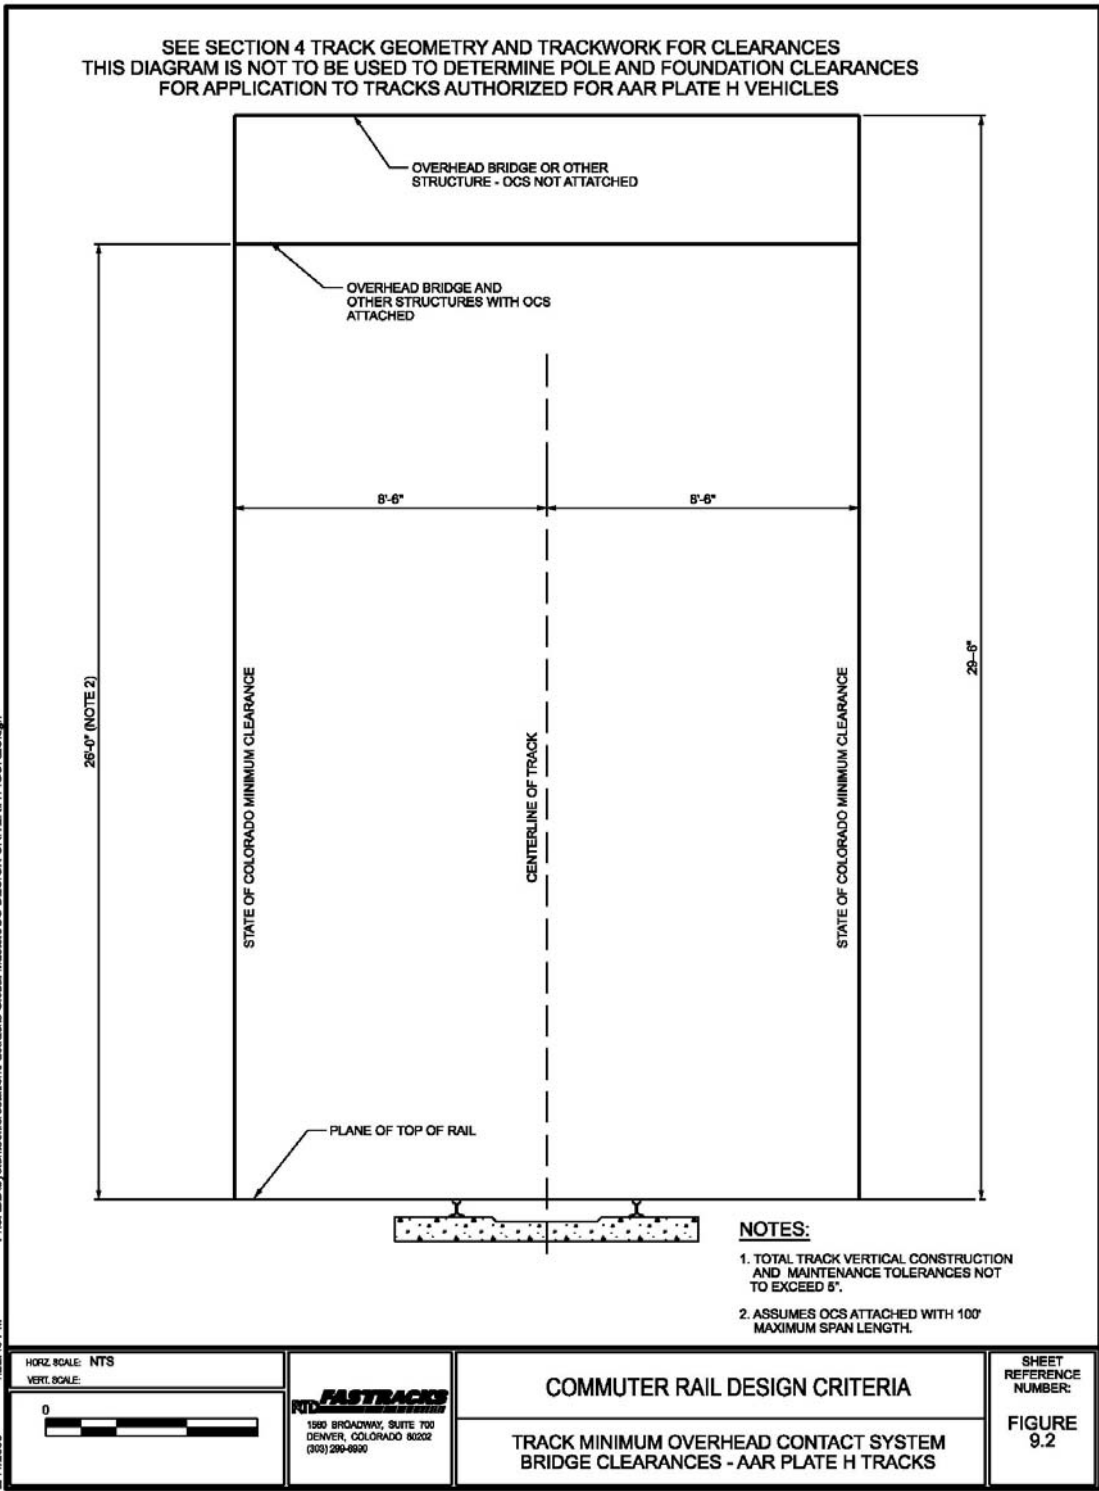 SEE SECTION 4 TRACK GEOMETRY AND TRACKWORK FOR CLEARANCES
THIS DIAGRAM IS NOT TO BE USED TO DETERMINE POLE AND FOUNDATION CLEARANCES
FOR APPLICATION TO TRACKS AUTHORIZED FOR AAR PLATE H VEHICLES
OVERHEAD BRIDGE OR OTHER
STRUCTURE - OCS NOT ATTATCHED
OVERHEAD BRIDGE AND
OTHER STRUCTURES WITH OCS
ATTACHED
8'-6"
8'-6"
26'-0" (NOTE 2)
STATE OF COLORADO MINIMUM CLEARANCE
CENTERLINE OF TRACK
STATE OF COLORADO MINIMUM CLEARANCE
29'-6"
PLANE OF TOP OF RAIL
NOTES:
1. TOTAL TRACK VERTICAL CONSTRUCTION
AND MAINTENANCE TOLERANCES NOT
TO EXCEED 5".
2. ASSUMES OCS ATTACHED WITH 100'
MAXIMUM SPAN LENGTH.
HORZ. SCALE: NTS
VERT. SCALE:
0
RTD FASTRACKS
1560 BROADWAY, SUITE 700
DENVER, COLORADO 80202
(303) 299-6990
COMMUTER RAIL DESIGN CRITERIA
TRACK MINIMUM OVERHEAD CONTACT SYSTEM
BRIDGE CLEARANCES - AAR PLATE H TRACKS
SHEET
REFERENCE
NUMBER:
FIGURE
9.2